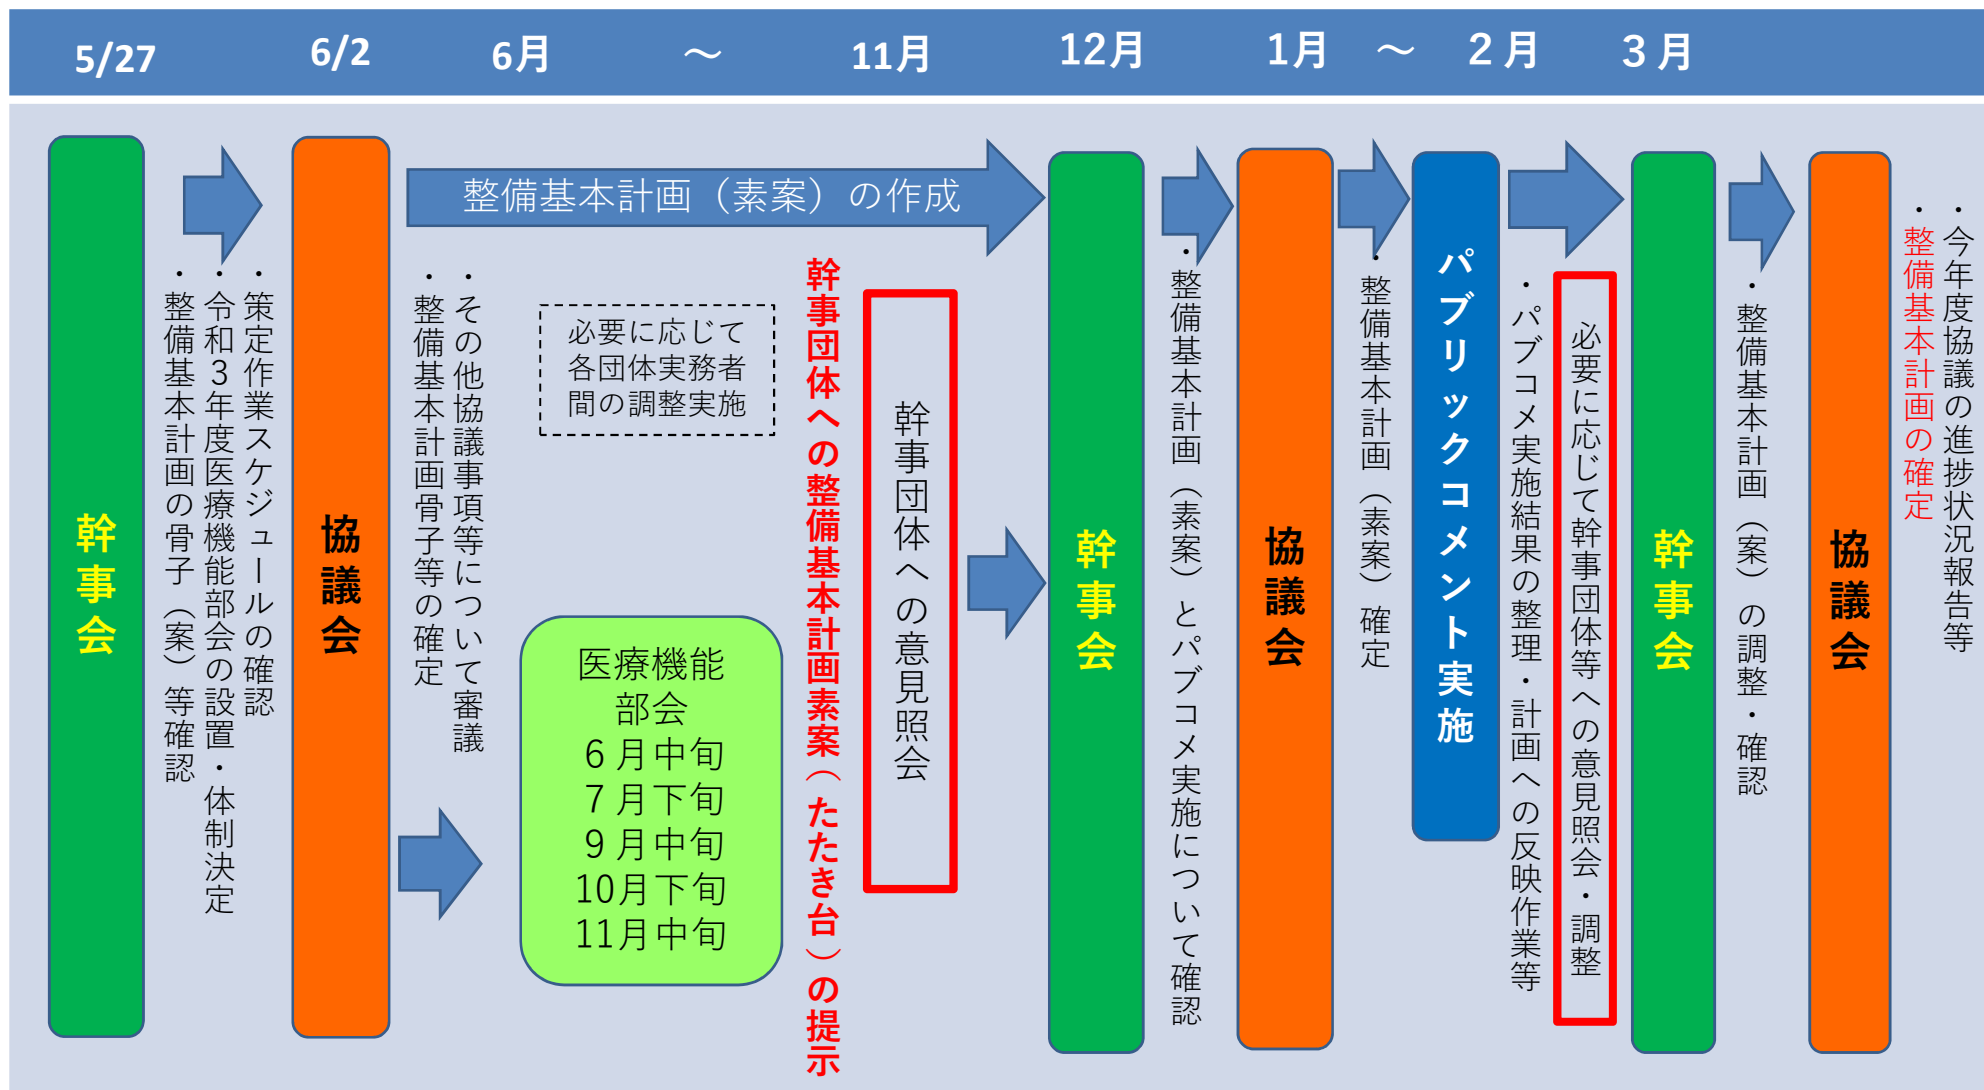 5/27
6/2
6月
～
11月
12月
1月
～
2月
3月
幹事会
・策定作業スケジュールの確認
・令和３年度医療機能部会の設置・体制決定
・整備基本計画の骨子（案）等確認
協議会
整備基本計画（素案）の作成
・その他協議事項等について審議
・整備基本計画骨子等の確定
必要に応じて
各団体実務者
間の調整実施
医療機能
部会
6月中旬
7月下旬
9月中旬
10月下旬
11月中旬
幹事団体への整備基本計画素案（たたき台）の提示
幹事団体への意見照会
幹事会
・整備基本計画（素案）とパブコメ実施について確認
協議会
・整備基本計画（素案）確定
パブリックコメント実施
・パブコメ実施結果の整理・計画への反映作業等
必要に応じて幹事団体等への意見照会・調整
幹事会
・整備基本計画（案）の調整・確認
協議会
・今年度協議の進捗状況報告等
・整備基本計画の確定